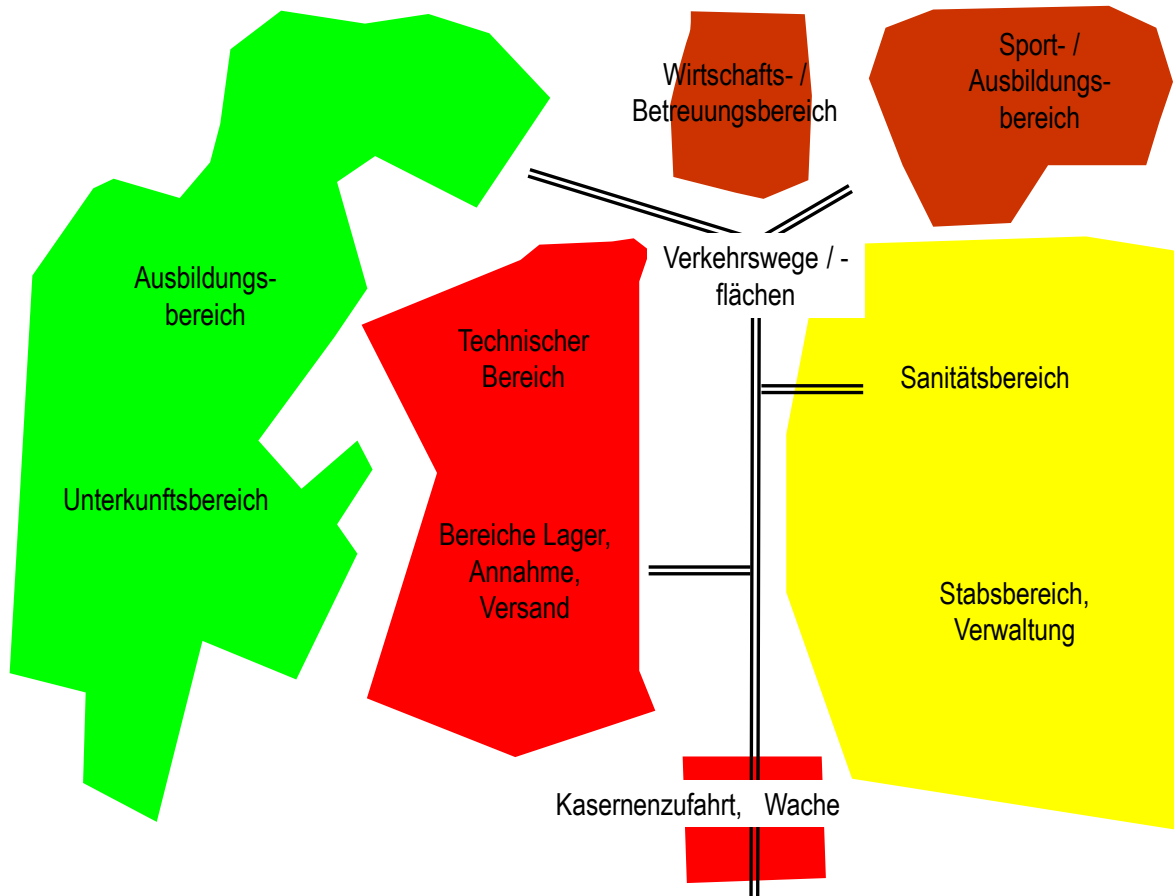 Wirtschafts- /
Betreuungsbereich
Sport- /
Ausbildungs-
bereich
Ausbildungs-
bereich
Verkehrswege / -
flächen
Technischer
Bereich
Sanitätsbereich
Unterkunftsbereich
Bereiche Lager,
Annahme,
Versand
Stabsbereich,
Verwaltung
Kasernenzufahrt, Wache